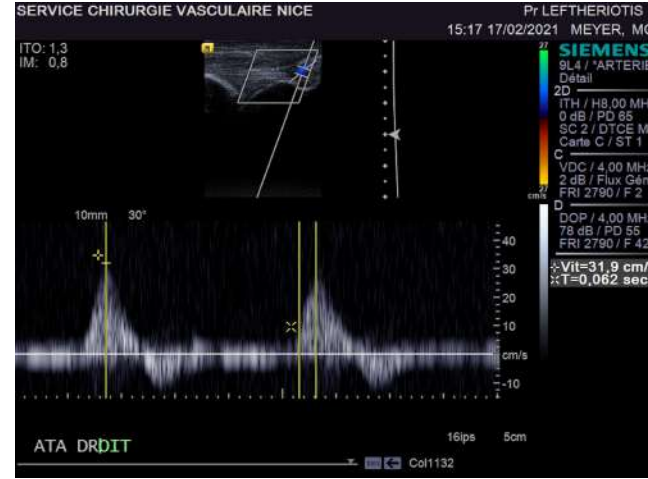 SERVICE CHIRURGIE VASCULAIRE NICE
Pr LEFTHERIOTIS
15:17 17/02/2021 MEYER, MO
ITO: 1,3
IM: 0,8
27
SIEMENS
9L4 / *ARTERIE
Détail
2D
ITH / H8,00 MH
0 dB / PD 65
SC 2 / DTCE M
Carte C / ST 1
C
VDC / 4,00 MH
2 dB / Flux Gén
FRI 2790 / F 2
27
cm/s
D
DOP / 4,00 MH
78 dB / PD 55
FRI 2790 / F 42
Vit=31,9 cm/
T=0,062 sec
10mm 30°
40
30
20
10
cm/s
-10
ATA DROIT
16ips 5cm
Col1132